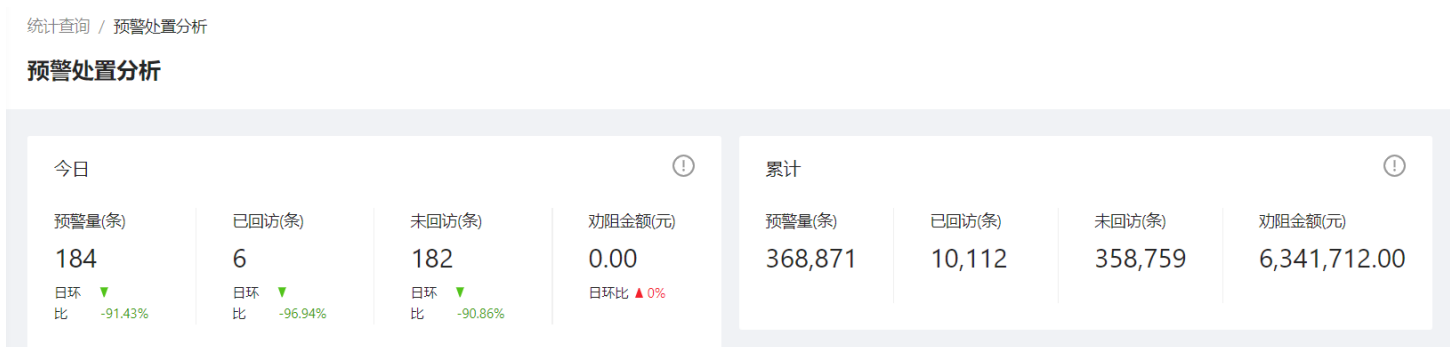 统计查询 / 预警处置分析
预警处置分析
今日
预警量(条) 已回访(条) 未回访(条) 劝阻金额(元)
184 6 182 0.00
日环比 ▼ -91.43% 日环比 ▼ -96.94% 日环比 ▼ -90.86% 日环比 ▲ 0%
累计
预警量(条) 已回访(条) 未回访(条) 劝阻金额(元)
368,871 10,112 358,759 6,341,712.00